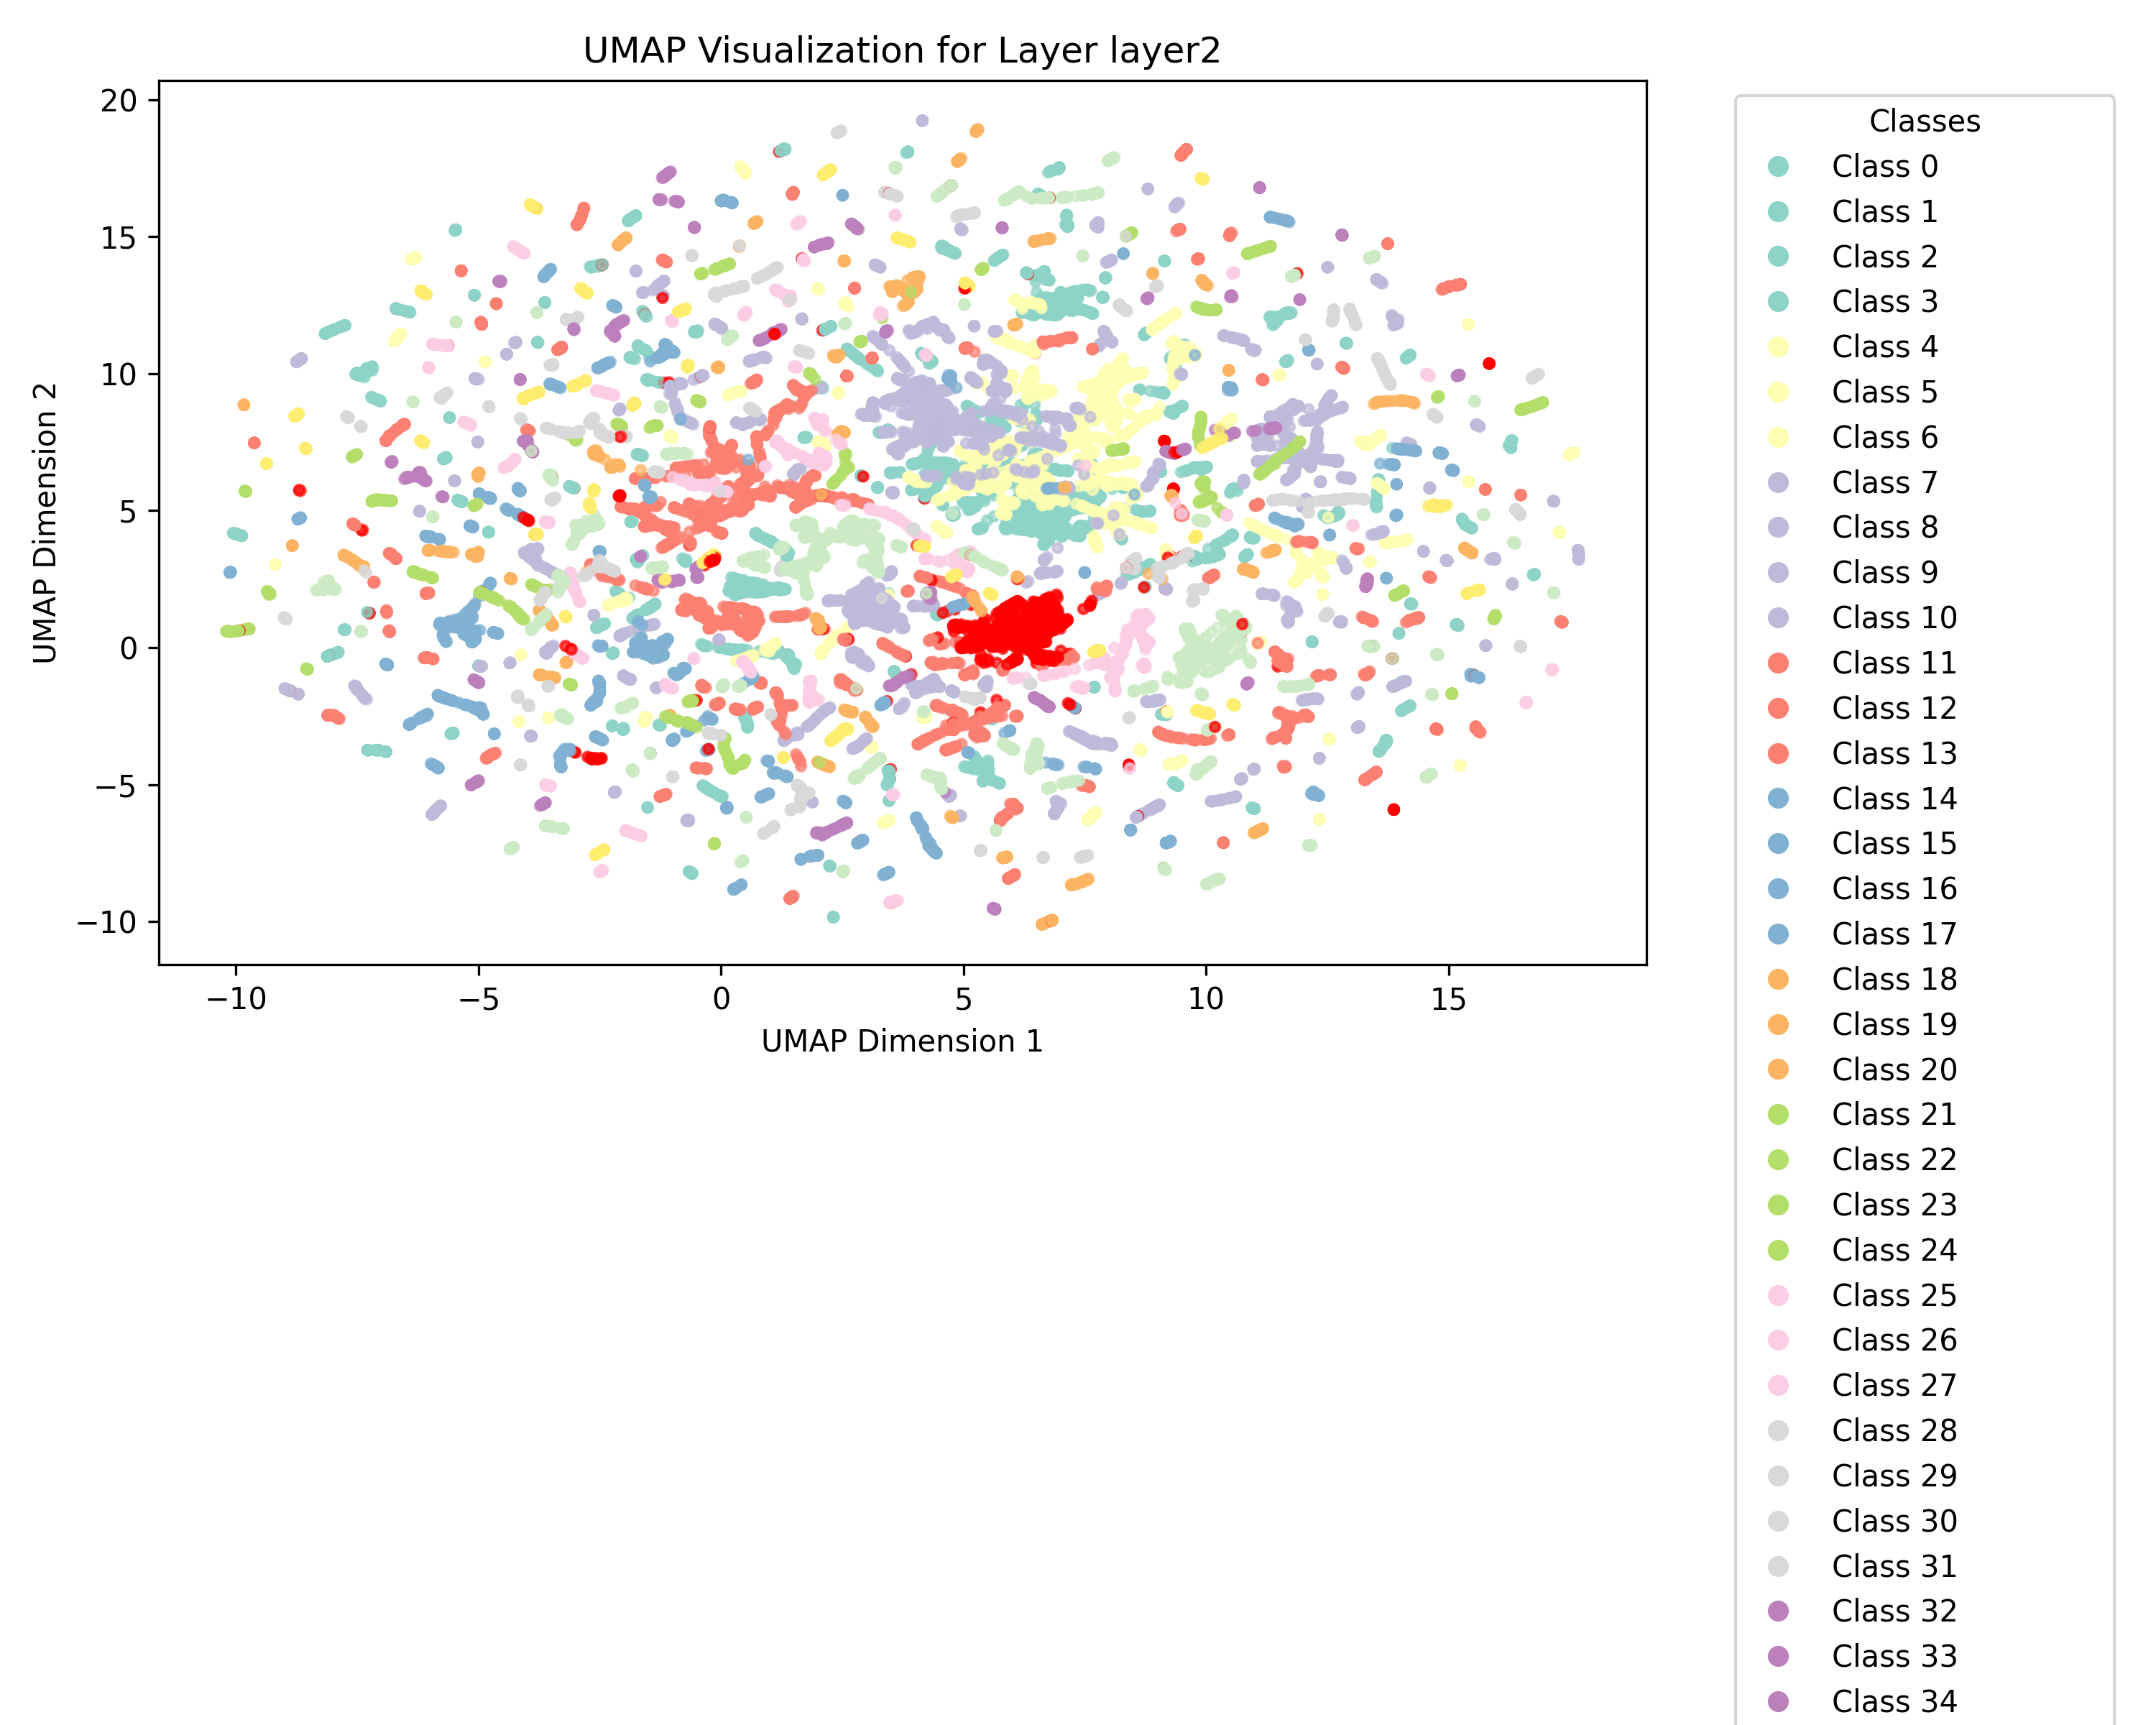 UMAP Visualization for Layer layer2
20
15
10
5
0
−5
−10
UMAP Dimension 2
−10
−5
0
5
10
15
UMAP Dimension 1
Classes
Class 0
Class 1
Class 2
Class 3
Class 4
Class 5
Class 6
Class 7
Class 8
Class 9
Class 10
Class 11
Class 12
Class 13
Class 14
Class 15
Class 16
Class 17
Class 18
Class 19
Class 20
Class 21
Class 22
Class 23
Class 24
Class 25
Class 26
Class 27
Class 28
Class 29
Class 30
Class 31
Class 32
Class 33
Class 34